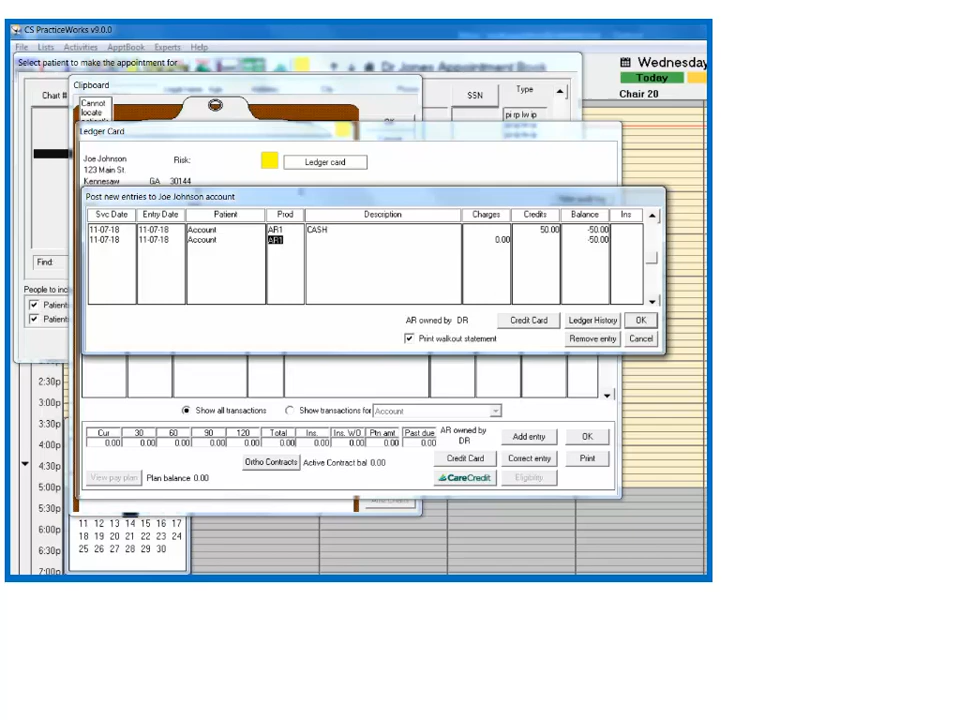 CS PracticeWorks v9.0.0
File Lists Activities ApptBook Experts Help
Select patient to make the appointment for
Dr Jones Appointment Book
Wednesday
Today
Chair 20
Chart #
SSN
Type
pi rp lw ip
Clipboard
Cannot
locate
Ledger Card
Joe Johnson
123 Main St.
Kennesaw GA 30144
Risk:
Ledger card
Post new entries to Joe Johnson account
Svc Date Entry Date Patient Prod Description Charges Credits Balance Ins
11-07-18 11-07-18 Account AR1 CASH 50.00 -50.00
11-07-18 11-07-18 Account AR1 0.00 -50.00
Find:
People to inc
Patient
Patient
AR owned by DR
Credit Card Ledger History OK
Print walkout statement
Remove entry Cancel
2:30p
3:00p
3:30p
4:00p
4:30p
5:00p
5:30p
6:00p
6:30p
7:00p
Show all transactions Show transactions for Account
Cur 30 60 90 120 Total Ins. Ins. WO Ptn amt Past due
0.00 0.00 0.00 0.00 0.00 0.00 0.00 0.00 0.00 0.00
AR owned by
DR
Add entry OK
Ortho Contracts Active Contract bal 0.00
Credit Card Correct entry Print
View pay plan Plan balance 0.00
CareCredit Eligibility
11 12 13 14 15 16 17
18 19 20 21 22 23 24
25 26 27 28 29 30